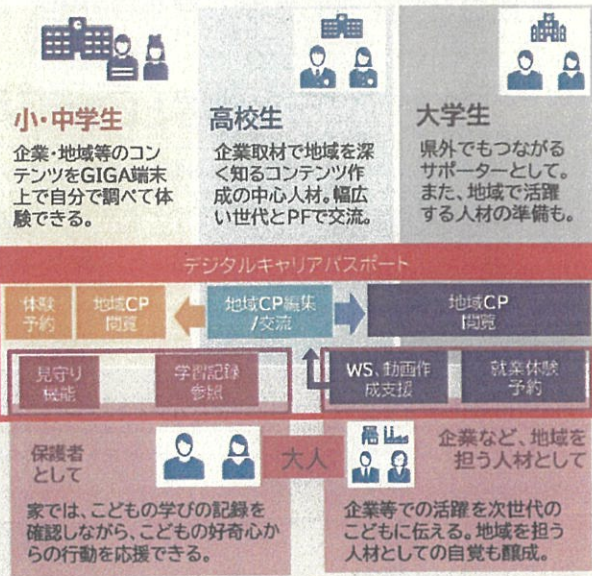 小・中学生
企業・地域等のコン
テンツをGIGA端末
上で自分で調べて体
験できる。
高校生
企業取材で地域を深
く知るコンテンツ作
成の中心人材。幅広
い世代とPFで交流。
大学生
県外でもつながる
サポーターとして。
また、地域で活躍
する人材の準備も。
デジタルキャリアパスポート
体験
予約
地域CP
閲覧
地域CP編集
/交流
地域CP
閲覧
見守り
機能
学習記録
参照
WS、動画作
成支援
就業体験
予約
保護者
として
大人
企業など、地域を
担う人材として
家では、こどもの学びの記録を
確認しながら、こどもの好奇心か
らの行動を応援できる。
企業等での活躍を次世代の
こどもに伝える。地域を担う
人材としての自覚も醸成。